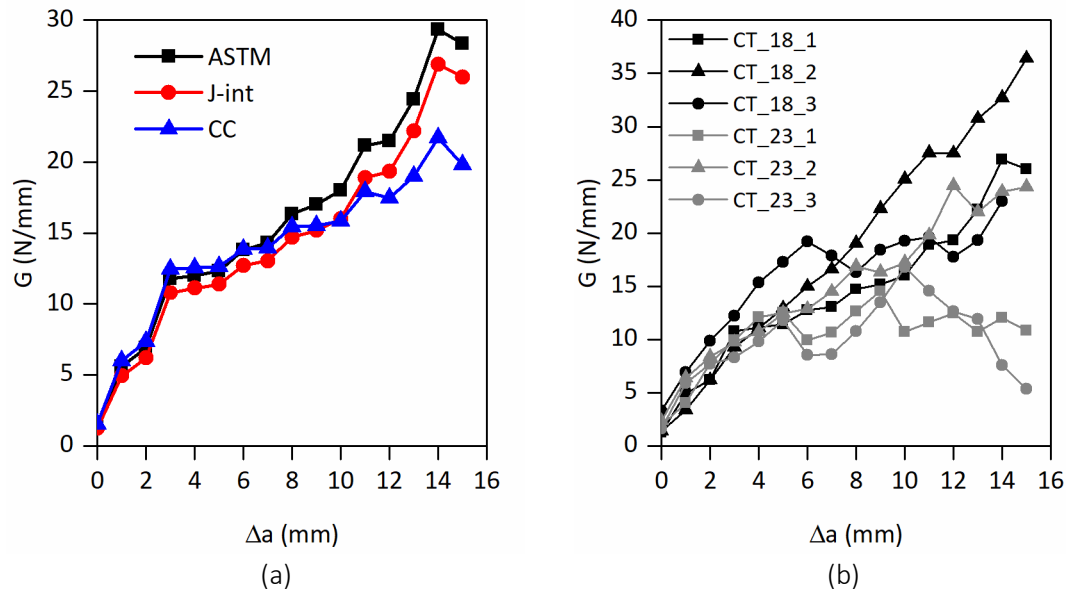 30
25
20
15
10
5
0
G (N/mm)
ASTM
J-int
CC
0 2 4 6 8 10 12 14 16
Δa (mm)
(a)
40
35
30
25
20
15
10
5
0
G (N/mm)
CT_18_1
CT_18_2
CT_18_3
CT_23_1
CT_23_2
CT_23_3
0 2 4 6 8 10 12 14 16
Δa (mm)
(b)